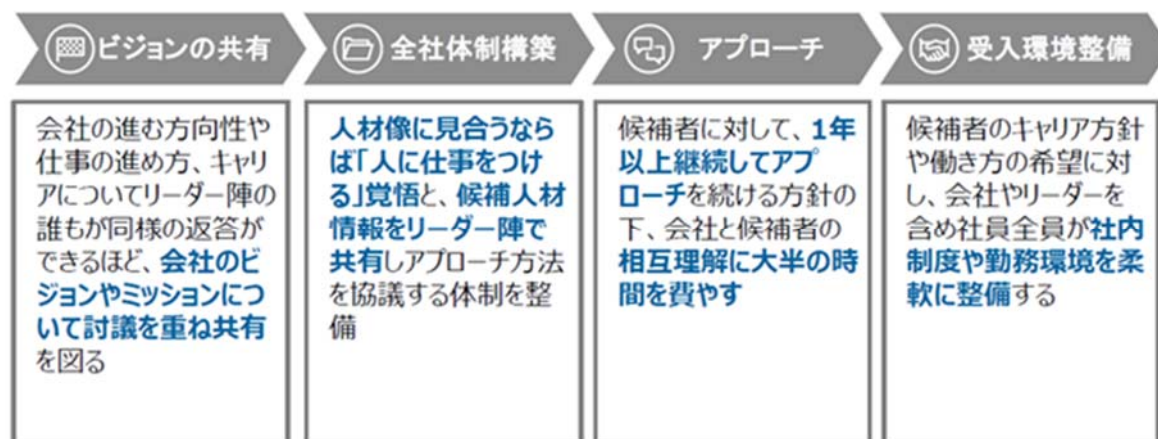 ビジョンの共有
会社の進む方向性や
仕事の進め方、キャリ
アについてリーダー陣の
誰もが同様の返答が
できるほど、会社のビ
ジョンやミッションにつ
いて討議を重ね共有
を図る
全社体制構築
人材像に見合うなら
ば「人に仕事をつけ
る」覚悟と、候補人材
情報をリーダー陣で
共有しアプローチ方法
を協議する体制を整
備
アプローチ
候補者に対して、1年
以上継続してアプ
ローチを続ける方針の
下、会社と候補者の
相互理解に大半の時
間を費やす
受入環境整備
候補者のキャリア方針
や働き方の希望に対
し、会社やリーダーを
含め社員全員が社内
制度や勤務環境を柔
軟に整備する